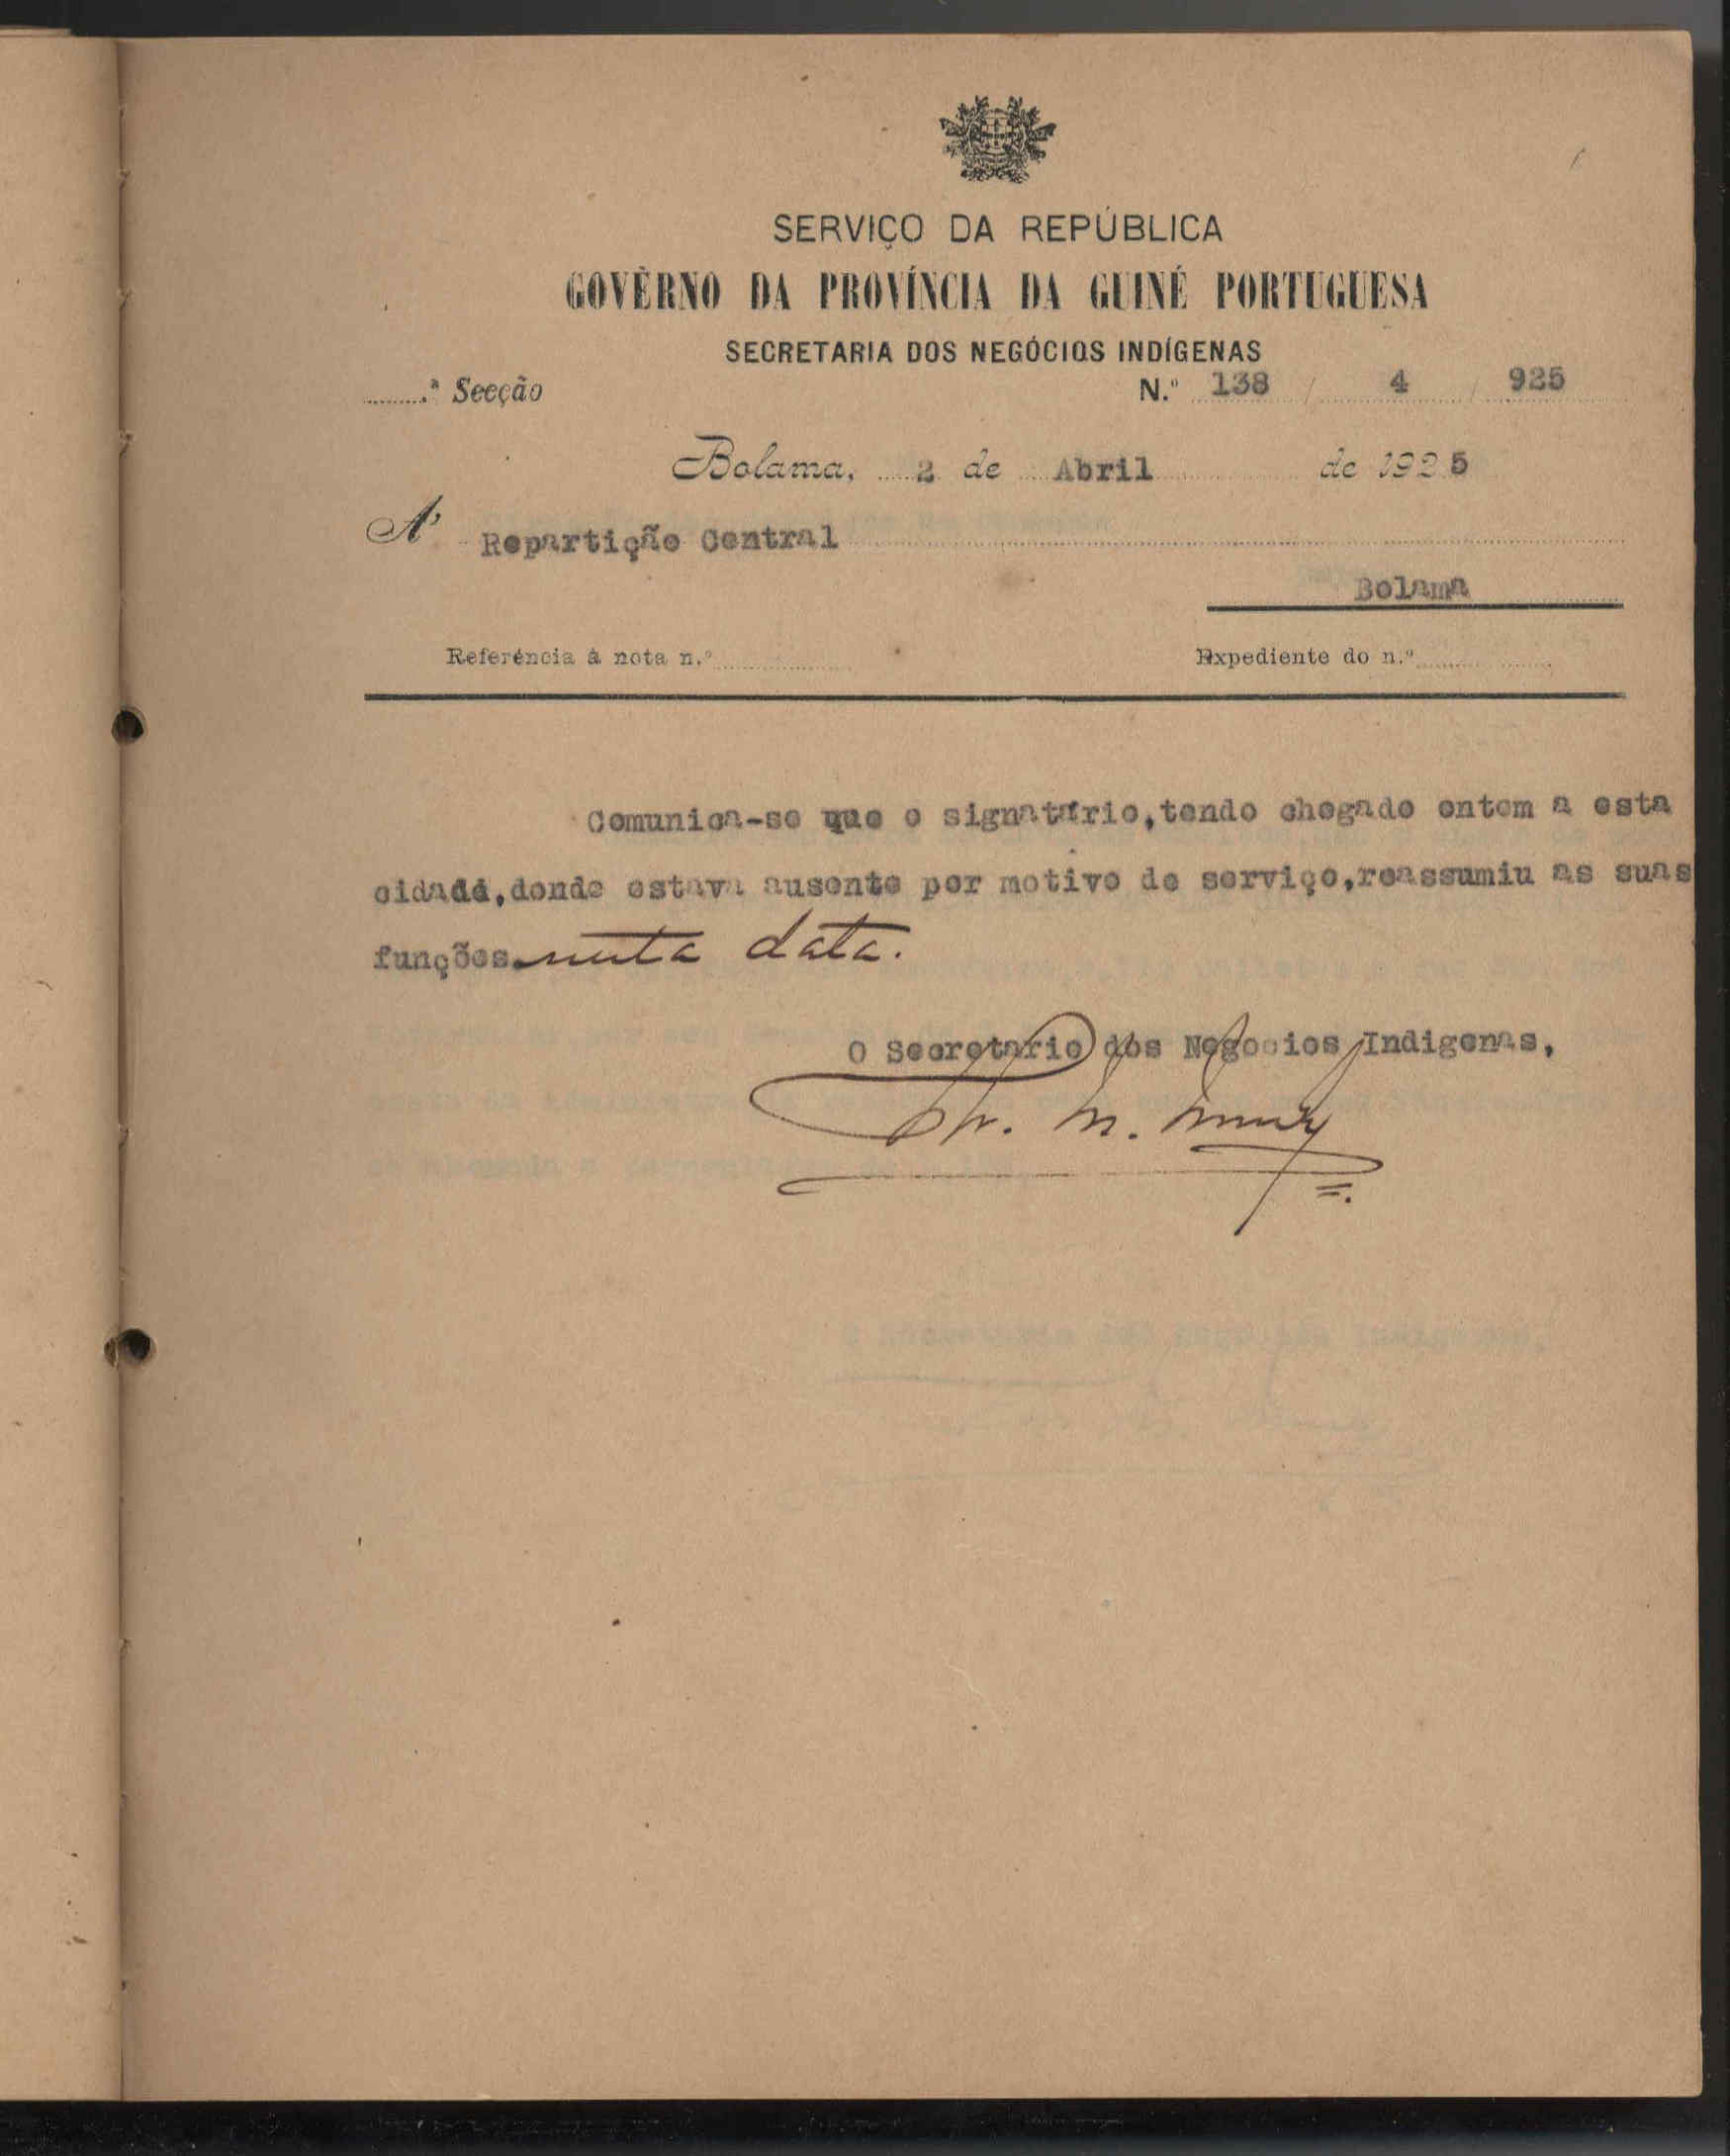 SERVIÇO DA REPÚBLICA
GOVÊRNO DA PROVÍNCIA DA GUINÉ PORTUGUESA
SECRETARIA DOS NEGÓCIOS INDÍGENAS
.ª Secção
N.º 138 / 4 / 925
Bolama, 2 de Abril de 1925
A' Repartição Central
Bolama
Referência à nota n.º
Expediente do n.º
Comunica-se que o signatário,tendo chegado ontem a esta
cidade,donde estava ausente por motivo de serviço,reassumiu as suas
funções nesta data.
O Secretario dos Negocios Indigenas,